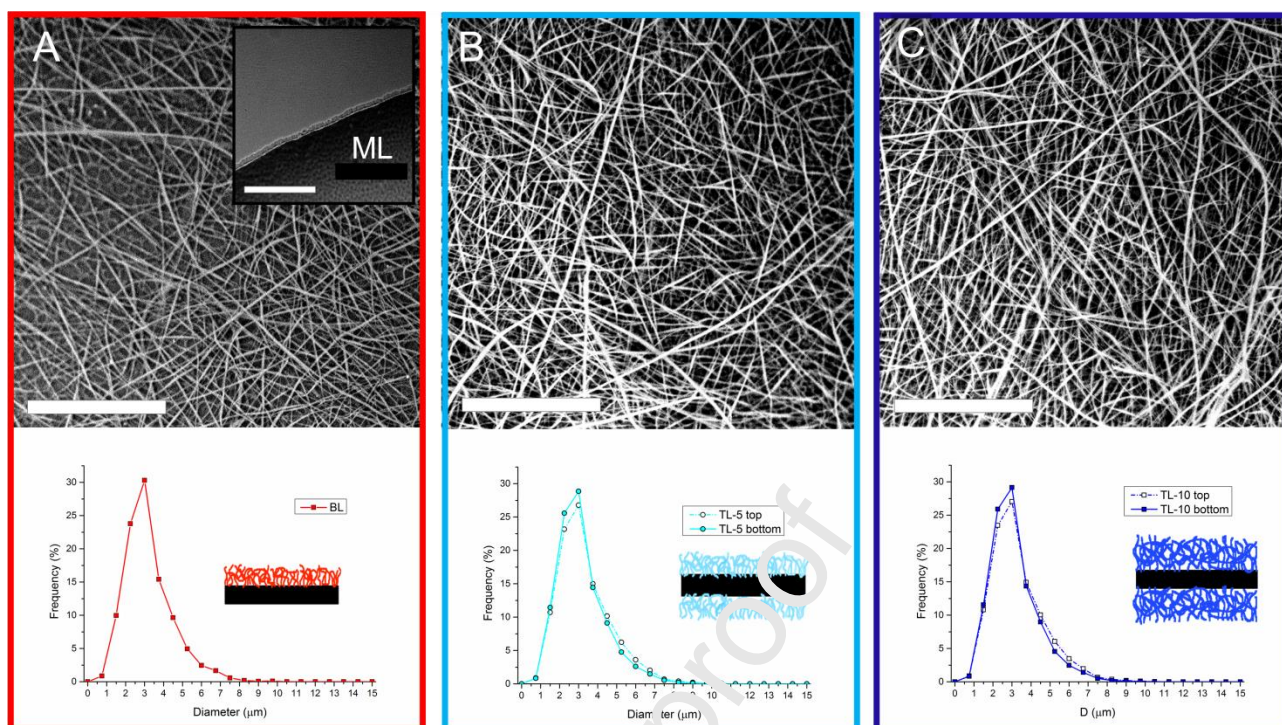 A
ML
B
C
Frequency (%)
30
25
20
15
10
5
0
BL
0 1 2 3 4 5 6 7 8 9 10 11 12 13 14 15
Diameter (μm)
Frequency (%)
30
25
20
15
10
5
0
TL-5 top
TL-5 bottom
0 1 2 3 4 5 6 7 8 9 10 11 12 13 14 15
Diameter (μm)
Frequency (%)
30
25
20
15
10
5
0
TL-10 top
TL-10 bottom
0 1 2 3 4 5 6 7 8 9 10 11 12 13 14 15
D (μm)
proof